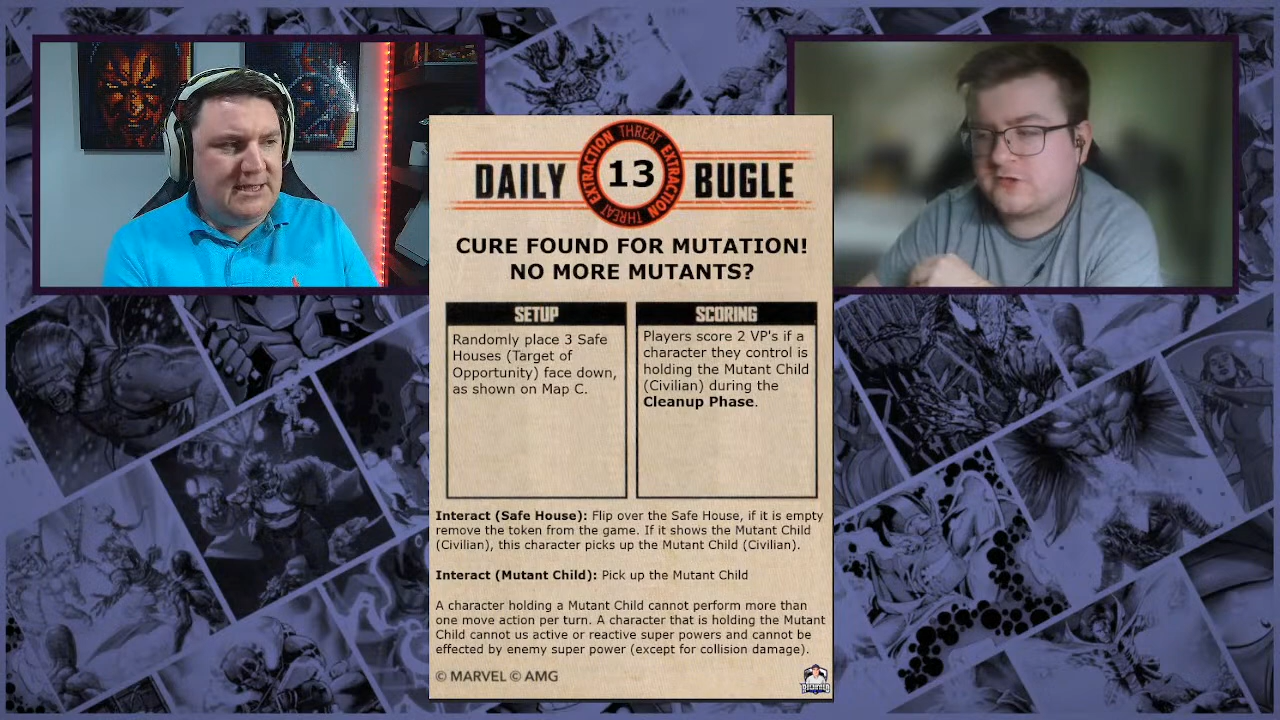 THREAT EXTRACTION THREAT EXTRACTION
DAILY 13 BUGLE
CURE FOUND FOR MUTATION!
NO MORE MUTANTS?
SETUP
Randomly place 3 Safe
Houses (Target of
Opportunity) face down,
as shown on Map C.
SCORING
Players score 2 VP's if a
character they control is
holding the Mutant Child
(Civilian) during the
Cleanup Phase.
Interact (Safe House): Flip over the Safe House, if it is empty
remove the token from the game. If it shows the Mutant Child
(Civilian), this character picks up the Mutant Child (Civilian).
Interact (Mutant Child): Pick up the Mutant Child
A character holding a Mutant Child cannot perform more than
one move action per turn. A character that is holding the Mutant
Child cannot us active or reactive super powers and cannot be
effected by enemy super power (except for collision damage).
© MARVEL © AMG